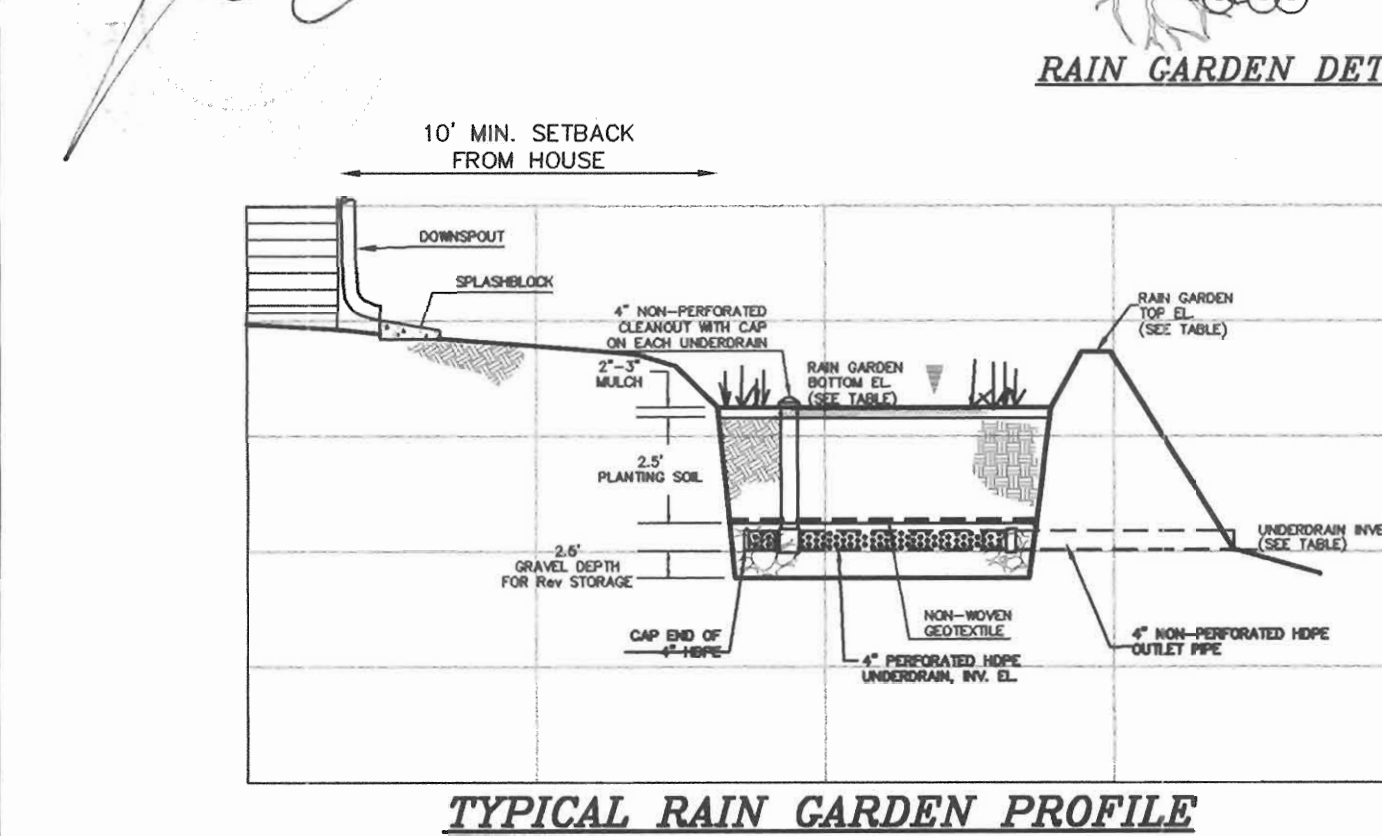 RAIN GARDEN DET
10' MIN. SETBACK
FROM HOUSE
DOWNSPOUT
SPLASHBLOCK
4" NON-PERFORATED
CLEANOUT WITH CAP
ON EACH UNDERDRAIN
2"-3"
MULCH
RAIN GARDEN
BOTTOM EL.
(SEE TABLE)
RAIN GARDEN
TOP EL.
(SEE TABLE)
2.5'
PLANTING SOIL
2.6'
GRAVEL DEPTH
FOR Rev STORAGE
UNDERDRAIN INVE
(SEE TABLE)
NON-WOVEN
GEOTEXTILE
CAP END OF
4" HDPE
4" PERFORATED HDPE
UNDERDRAIN, INV. EL.
4" NON-PERFORATED HDPE
OUTLET PIPE
TYPICAL RAIN GARDEN PROFILE